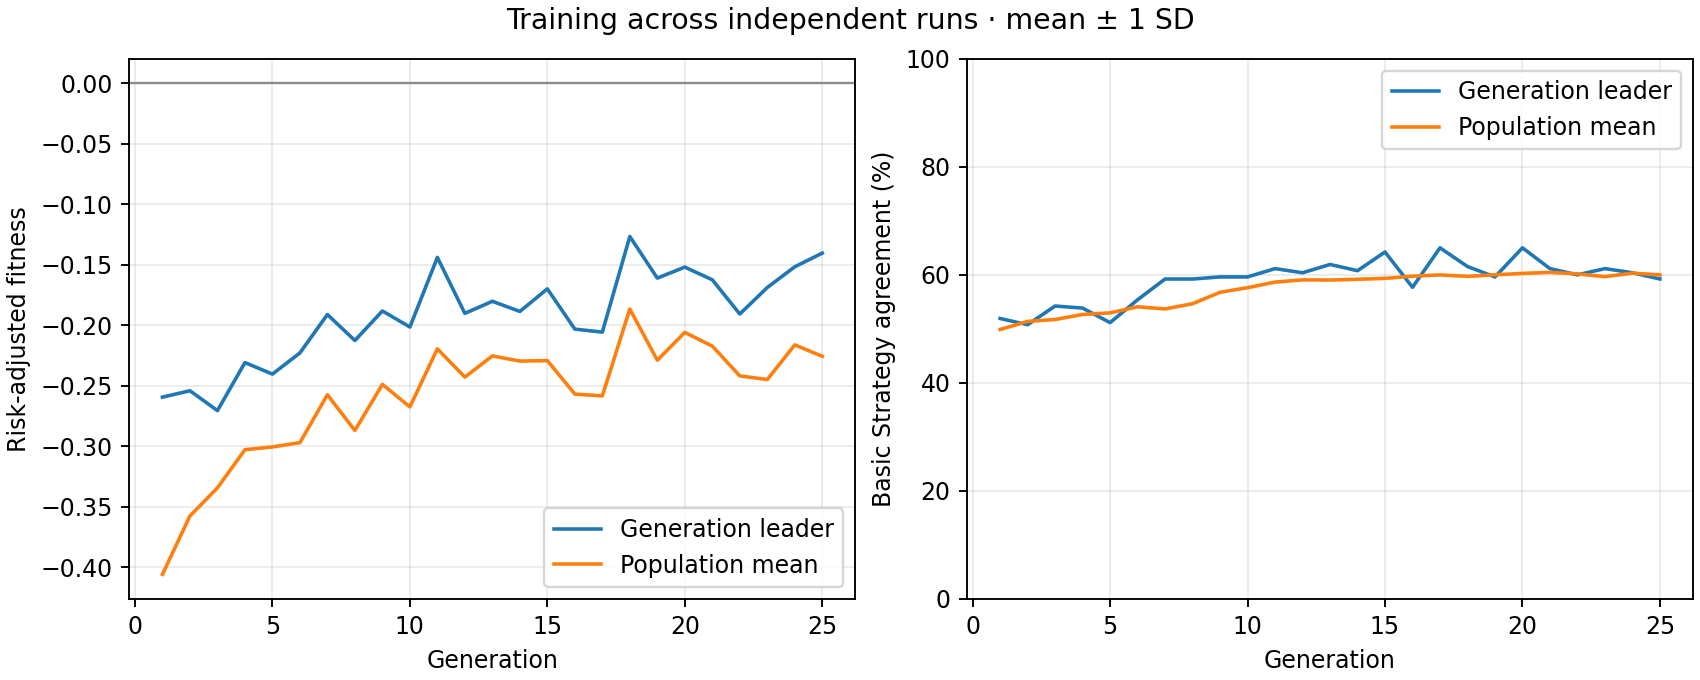 Training across independent runs · mean ± 1 SD
Risk-adjusted fitness
0.00
−0.05
−0.10
−0.15
−0.20
−0.25
−0.30
−0.35
−0.40
Generation leader
Population mean
0 5 10 15 20 25
Generation
Basic Strategy agreement (%)
100
80
60
40
20
0
Generation leader
Population mean
0 5 10 15 20 25
Generation